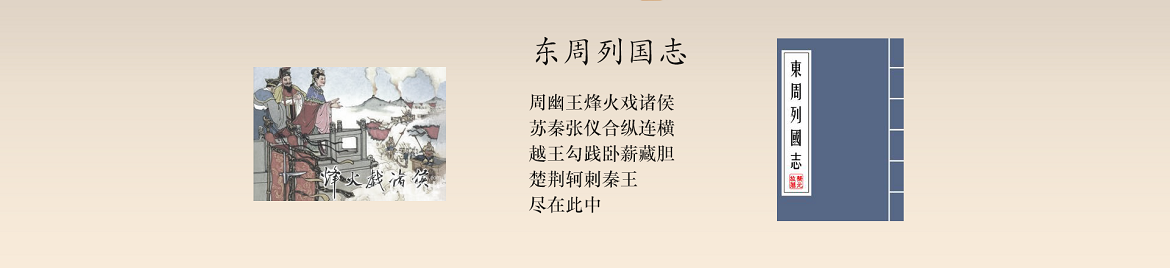 东周列国志
烽火戏诸侯
周幽王烽火戏诸侯
苏秦张仪合纵连横
越王勾践卧薪藏胆
楚荆轲刺秦王
尽在此中
東周列國志